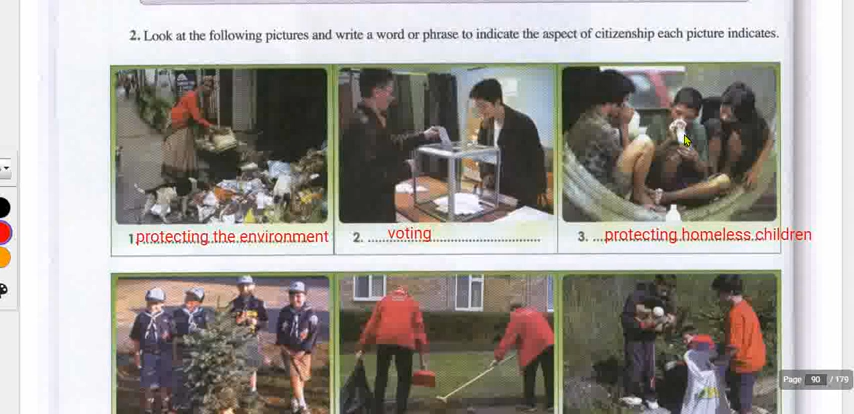 2. Look at the following pictures and write a word or phrase to indicate the aspect of citizenship each picture indicates.
1. protecting the environment
2. voting
3. protecting homeless children
Page 90 / 179